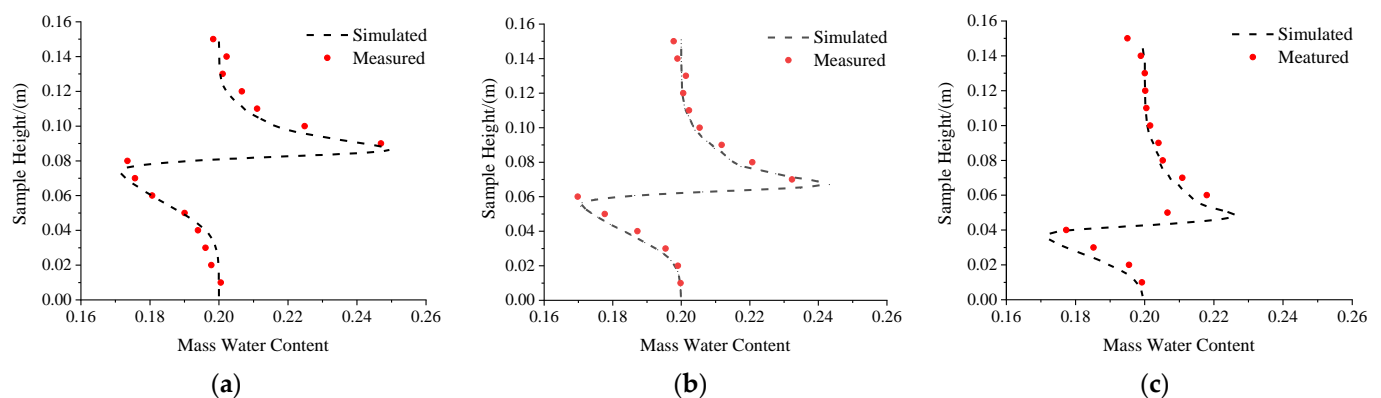 0.16
0.14
0.12
0.10
0.08
0.06
0.04
0.02
0.00
Sample Height/(m)
Simulated
Measured
0.16 0.18 0.20 0.22 0.24 0.26
Mass Water Content
(a)
0.16
0.14
0.12
0.10
0.08
0.06
0.04
0.02
0.00
Sample Height/(m)
Simulated
Measured
0.16 0.18 0.20 0.22 0.24 0.26
Mass Water Content
(b)
0.16
0.14
0.12
0.10
0.08
0.06
0.04
0.02
0.00
Sample Height/(m)
Simulated
Meatured
0.16 0.18 0.20 0.22 0.24 0.26
Mass Water Content
(c)